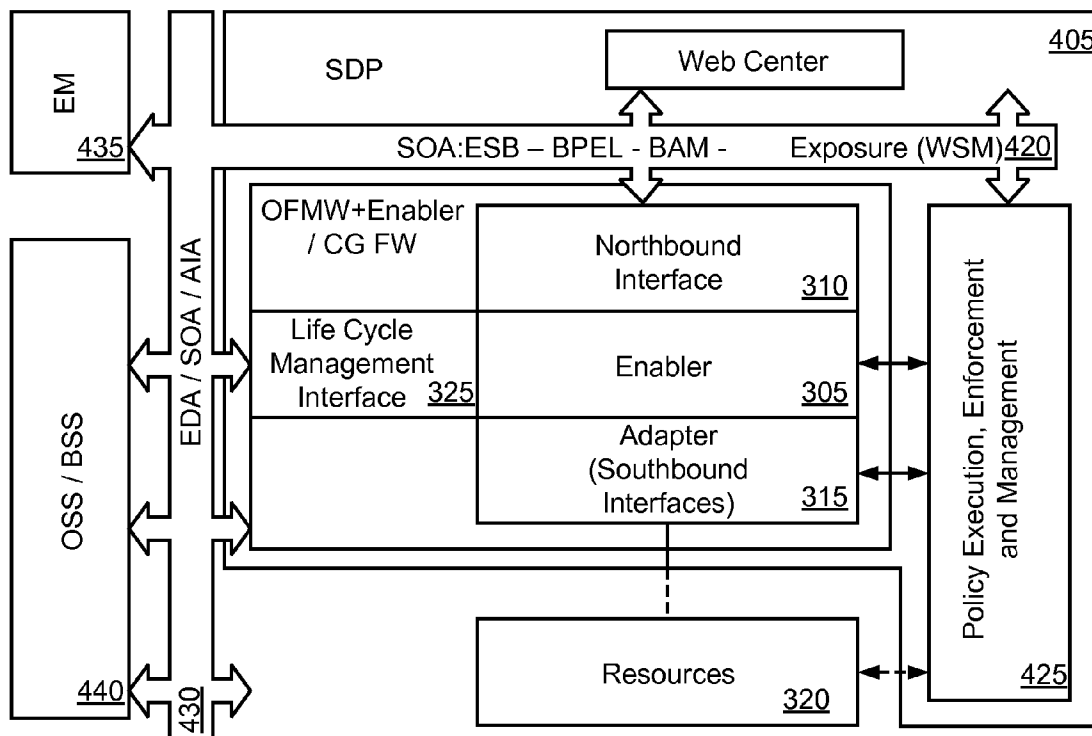 405
SDP
Web Center
EM
435
SOA:ESB – BPEL - BAM - Exposure (WSM) 420
OFMW+Enabler
/ CG FW
Northbound
Interface
310
Life Cycle
Management
Interface
325
Enabler
305
Adapter
(Southbound
Interfaces)
315
EDA / SOA / AIA
430
OSS / BSS
440
Policy Execution, Enforcement
and Management
425
Resources
320